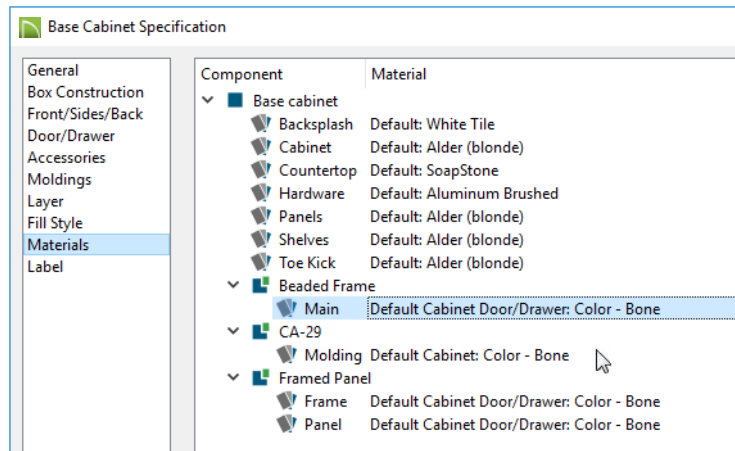 Base Cabinet Specification
General
Box Construction
Front/Sides/Back
Door/Drawer
Accessories
Moldings
Layer
Fill Style
Materials
Label
Component Material
Base cabinet
Backsplash Default: White Tile
Cabinet Default: Alder (blonde)
Countertop Default: SoapStone
Hardware Default: Aluminum Brushed
Panels Default: Alder (blonde)
Shelves Default: Alder (blonde)
Toe Kick Default: Alder (blonde)
Beaded Frame
Main Default Cabinet Door/Drawer: Color - Bone
CA-29
Molding Default Cabinet: Color - Bone
Framed Panel
Frame Default Cabinet Door/Drawer: Color - Bone
Panel Default Cabinet Door/Drawer: Color - Bone